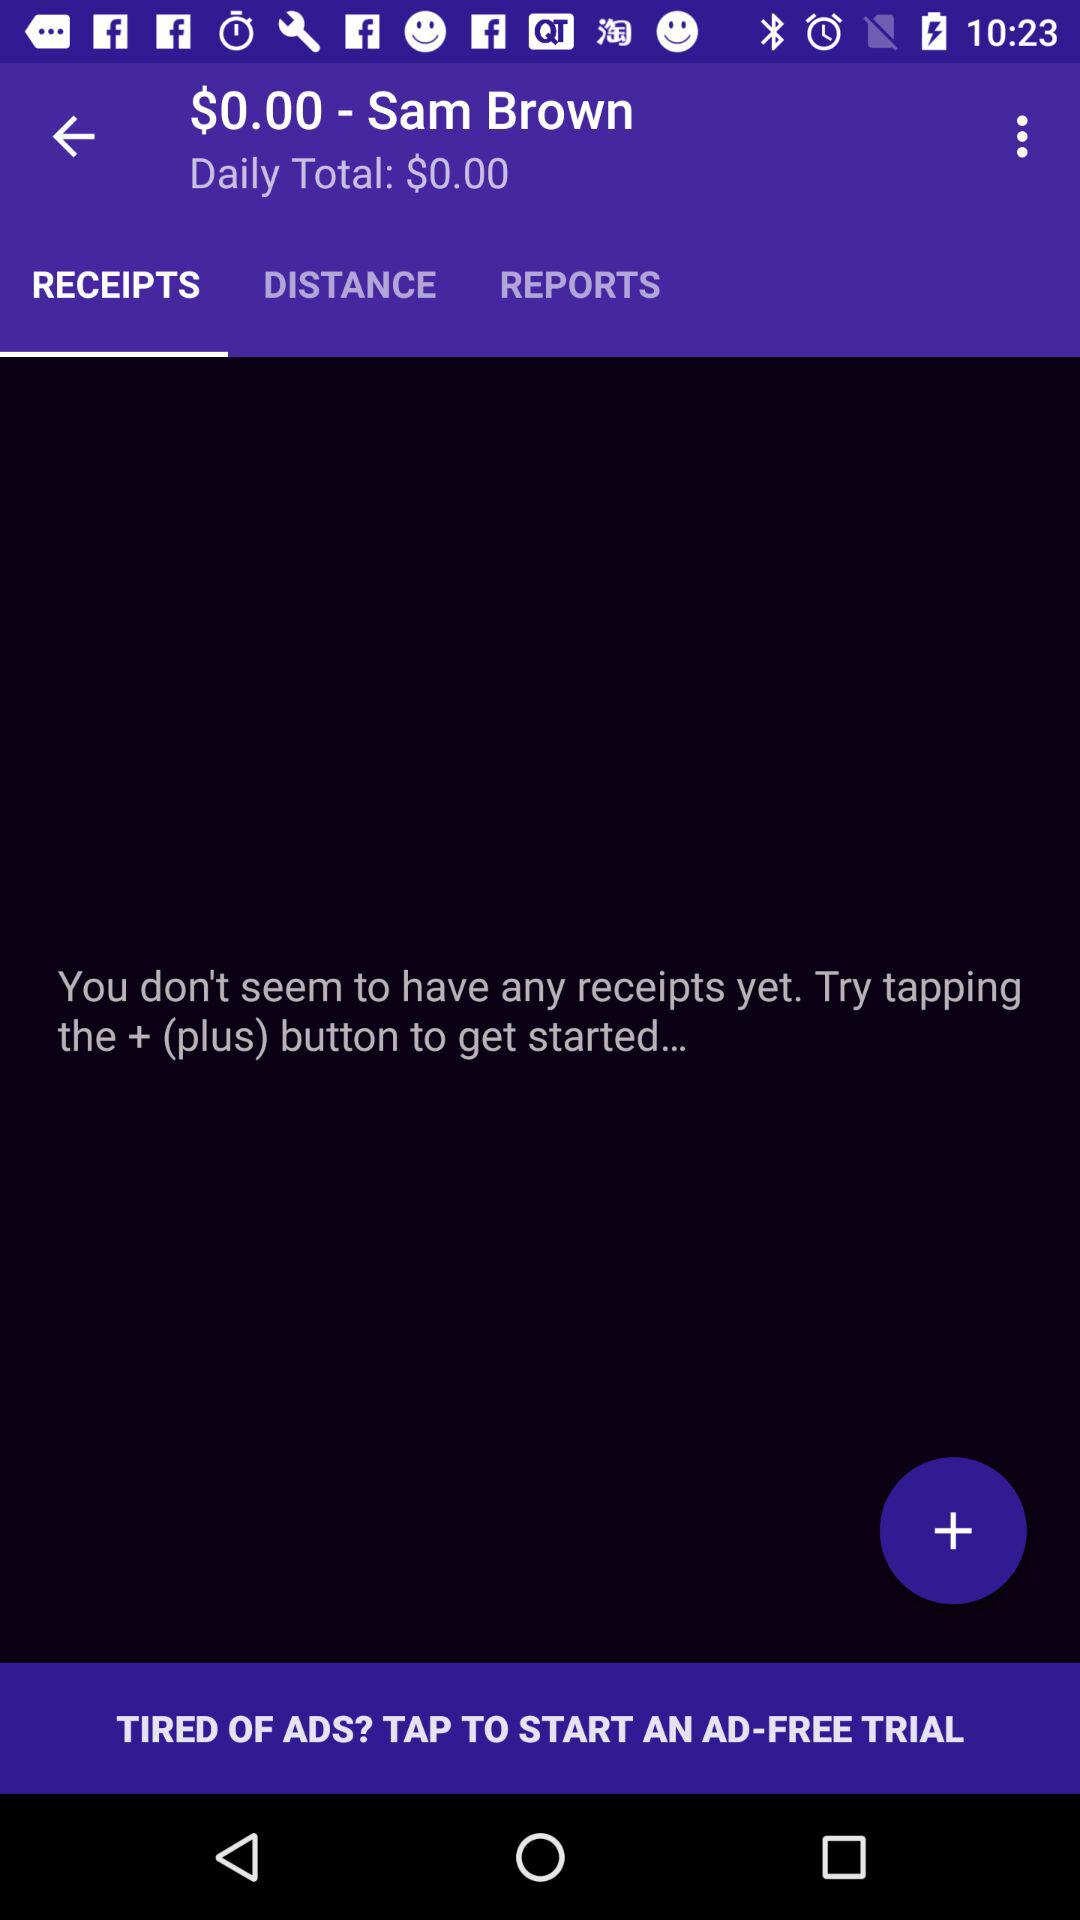 QT 淘 10:23
$0.00 - Sam Brown
Daily Total: $0.00
RECEIPTS DISTANCE REPORTS
You don't seem to have any receipts yet. Try tapping
the + (plus) button to get started...
+
TIRED OF ADS? TAP TO START AN AD-FREE TRIAL